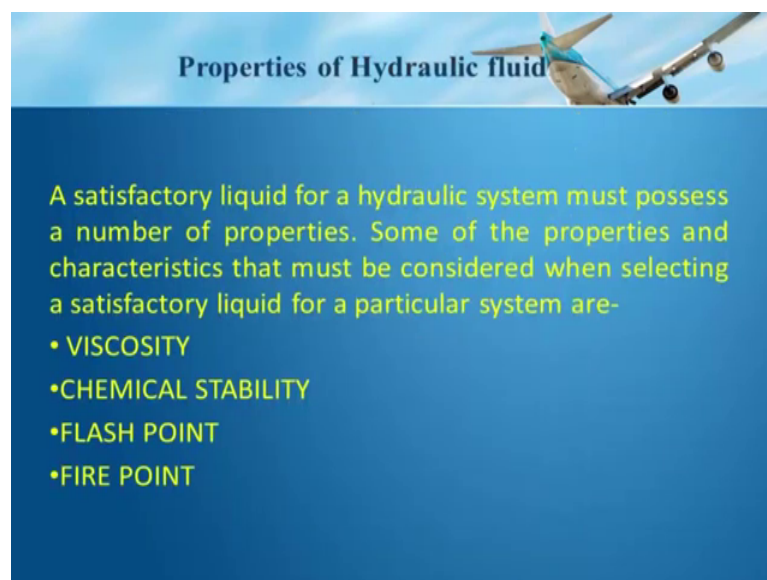 Properties of Hydraulic fluid
A satisfactory liquid for a hydraulic system must possess
a number of properties. Some of the properties and
characteristics that must be considered when selecting
a satisfactory liquid for a particular system are-
• VISCOSITY
•CHEMICAL STABILITY
•FLASH POINT
•FIRE POINT